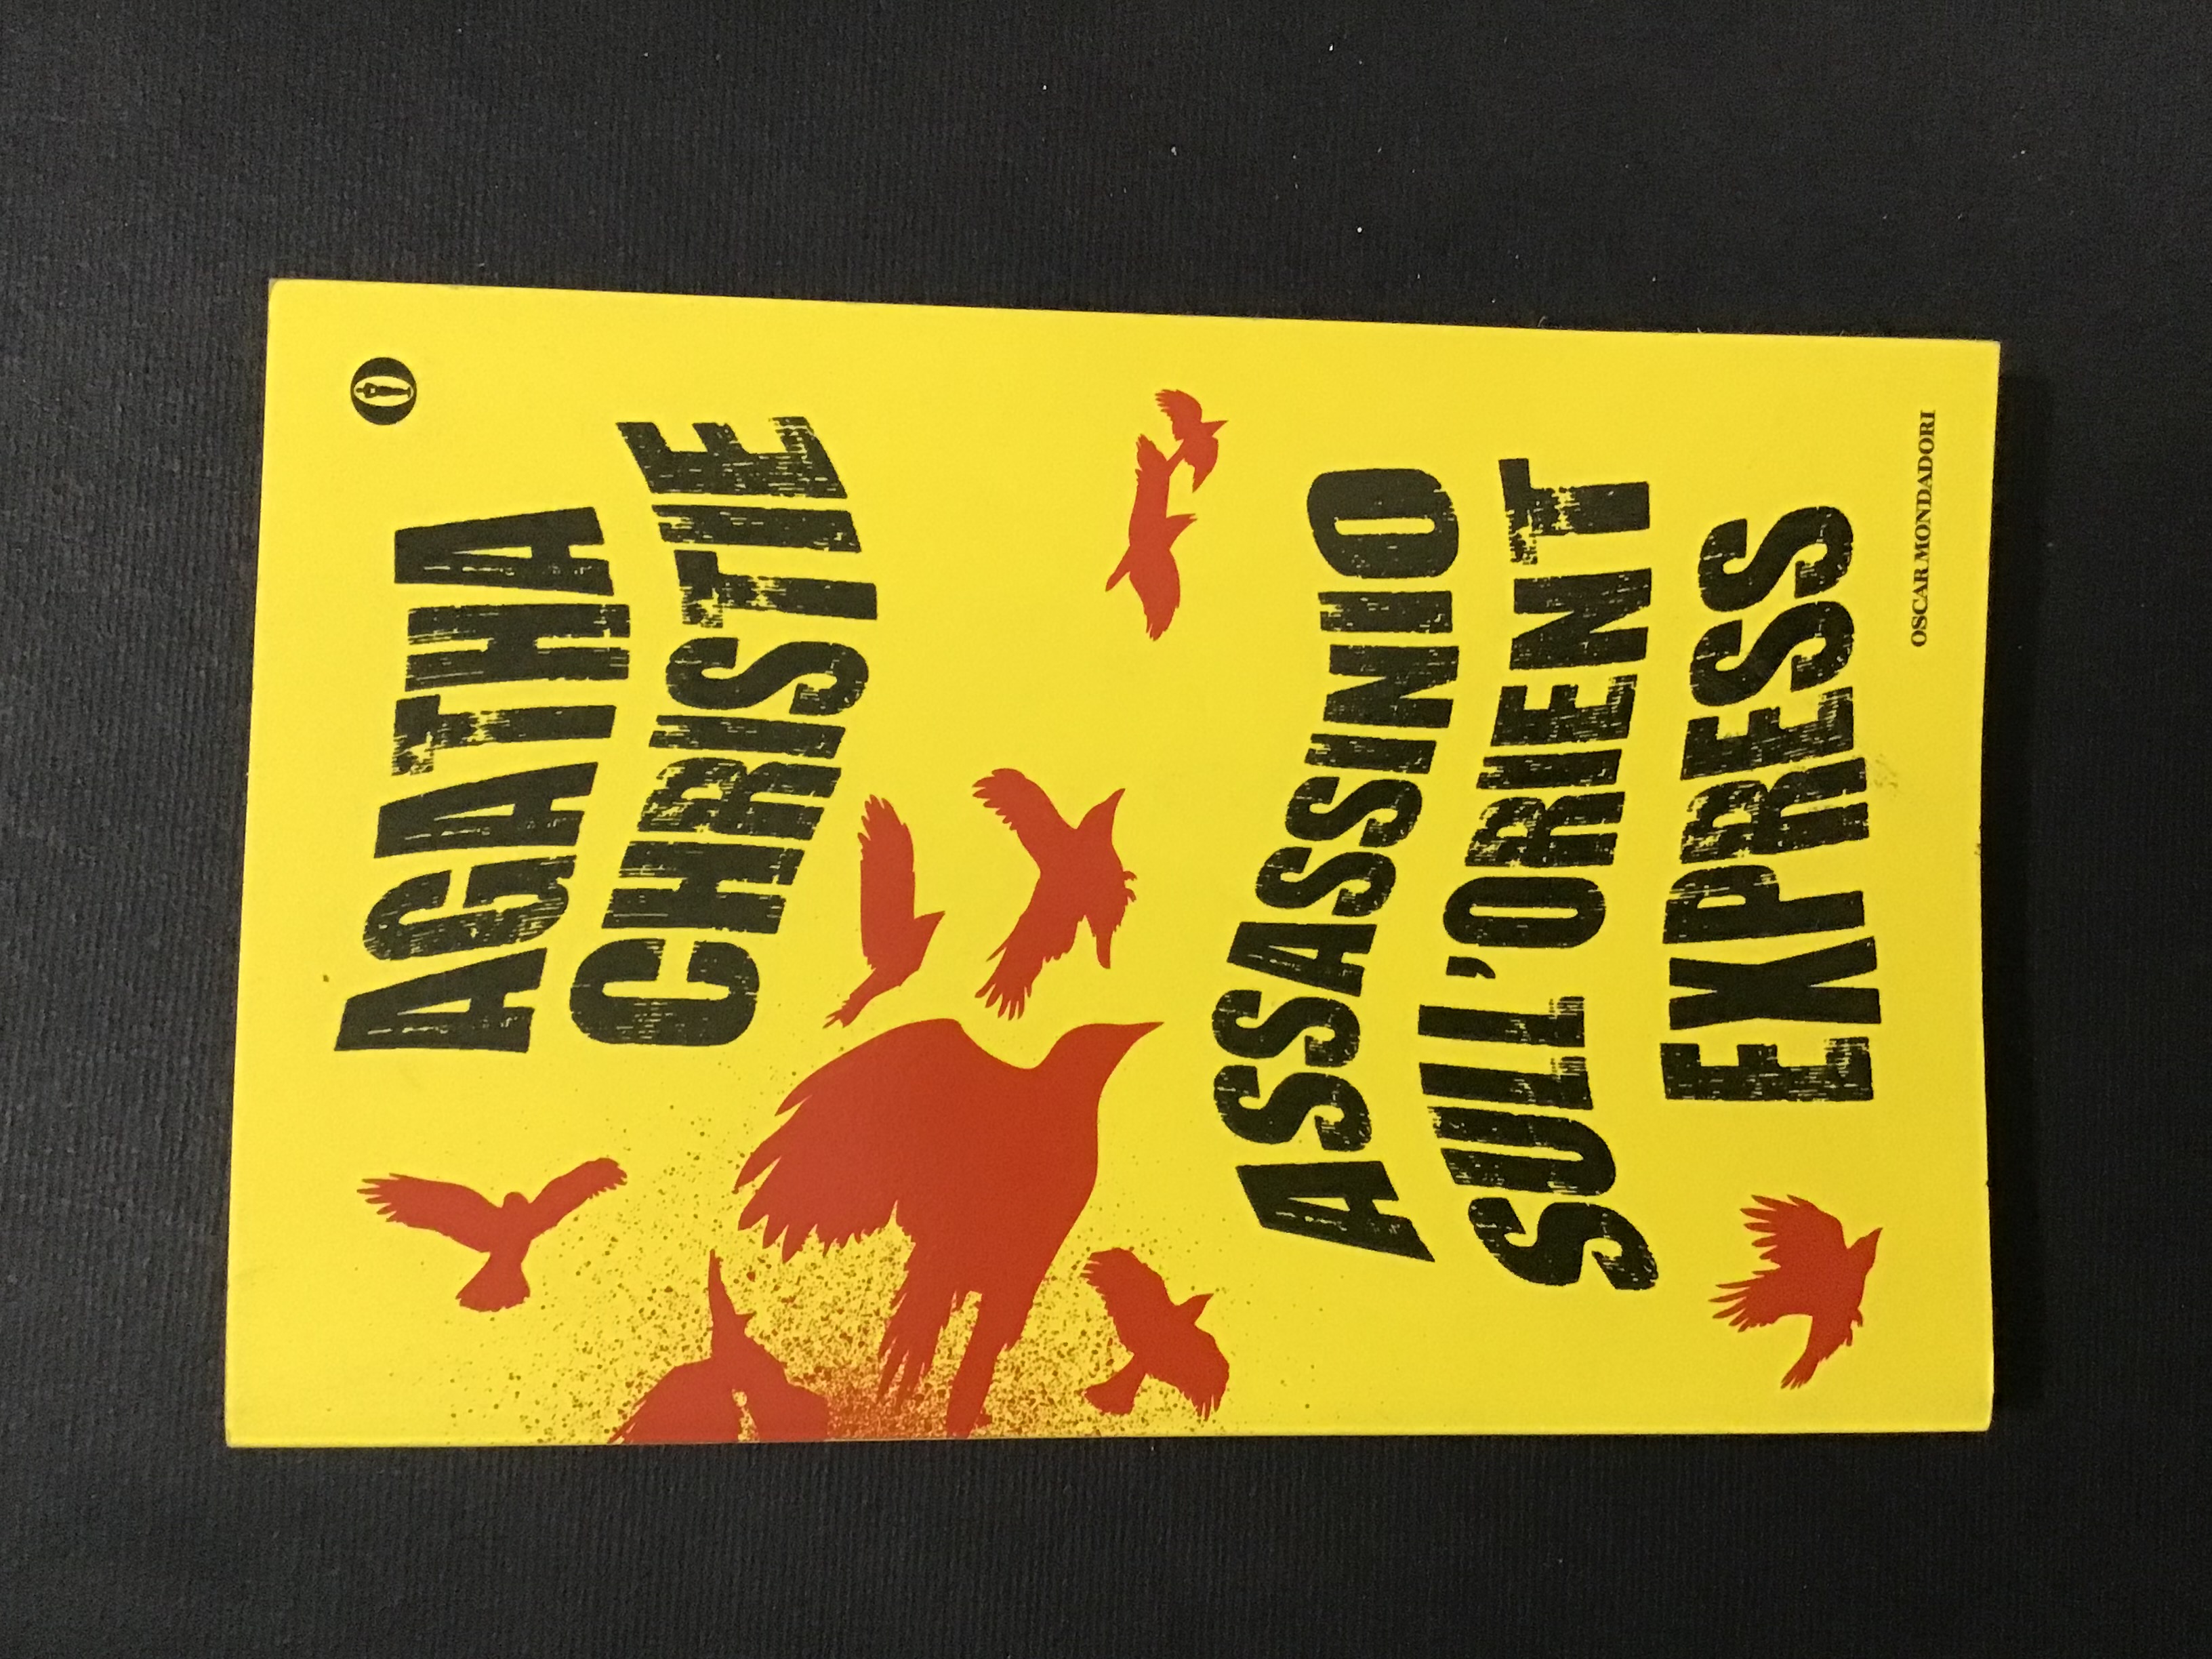 AGATHA
CHRISTIE
ASSASSINIO
SULL'ORIENT
EXPRESS
OSCAR MONDADORI